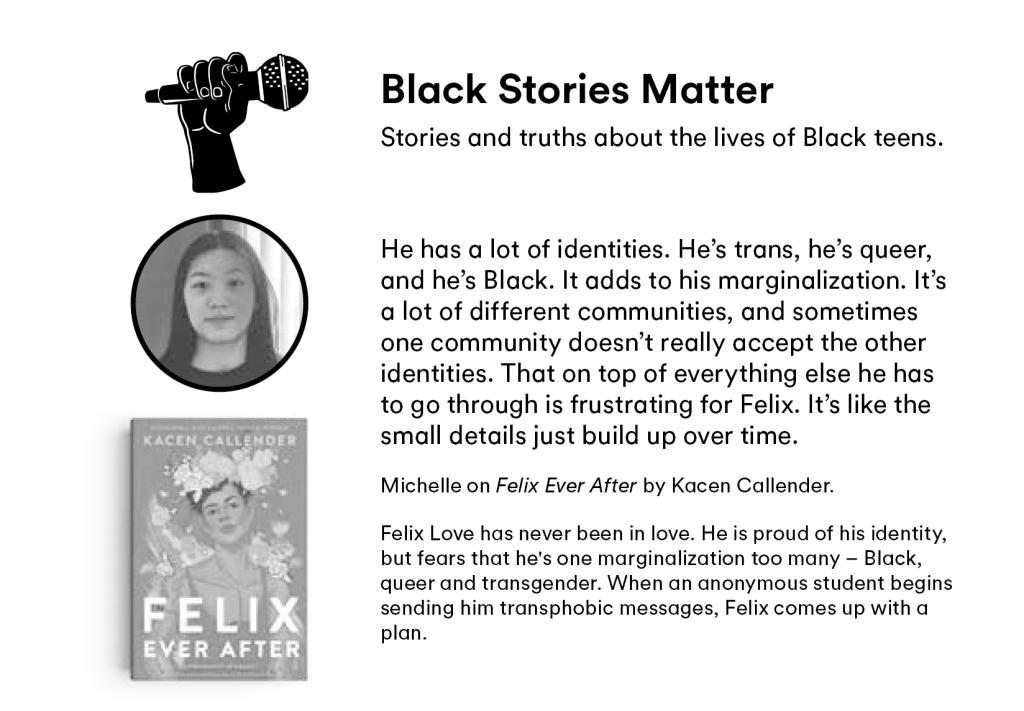 Black Stories Matter
Stories and truths about the lives of Black teens.
He has a lot of identities. He’s trans, he’s queer,
and he’s Black. It adds to his marginalization. It’s
a lot of different communities, and sometimes
one community doesn’t really accept the other
identities. That on top of everything else he has
to go through is frustrating for Felix. It’s like the
small details just build up over time.
Michelle on Felix Ever After by Kacen Callender.
Felix Love has never been in love. He is proud of his identity,
but fears that he's one marginalization too many – Black,
queer and transgender. When an anonymous student begins
sending him transphobic messages, Felix comes up with a
plan.
KACEN CALLENDER
FELIX
EVER AFTER